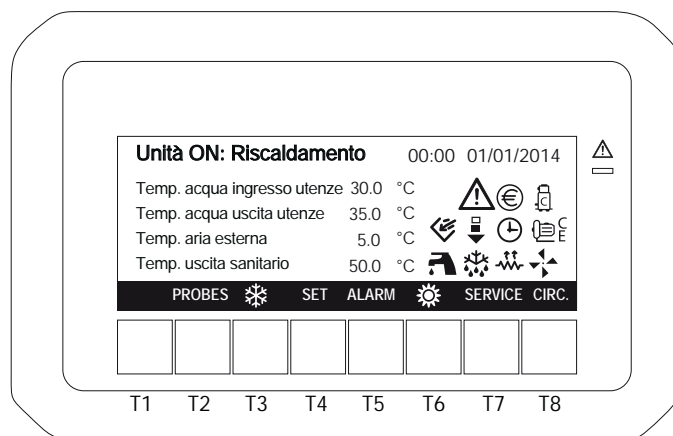 Unità ON: Riscaldamento 00:00 01/01/2014
Temp. acqua ingresso utenze 30.0 °C
Temp. acqua uscita utenze 35.0 °C
Temp. aria esterna 5.0 °C
Temp. uscita sanitario 50.0 °C
€
C
C
E
PROBES SET ALARM SERVICE CIRC.
T1 T2 T3 T4 T5 T6 T7 T8